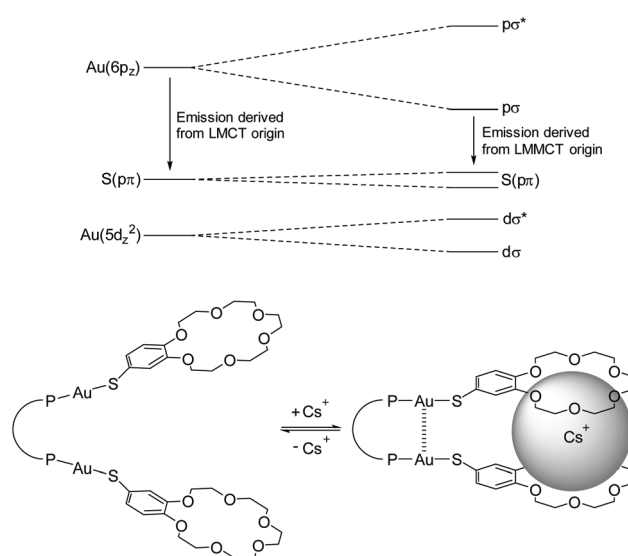 pσ*
Au(6pz)
pσ
Emission derived
from LMCT origin
Emission derived
from LMMCT origin
S(pπ)
S(pπ)
dσ*
Au(5dz²)
dσ
O
O
O
O
O
O
S
Au
P
P
Au
S
O
O
O
O
O
O
+ Cs⁺
- Cs⁺
O
O
O
O
O
O
P
Au
S
Cs⁺
P
Au
S
O
O
O
O
O
O